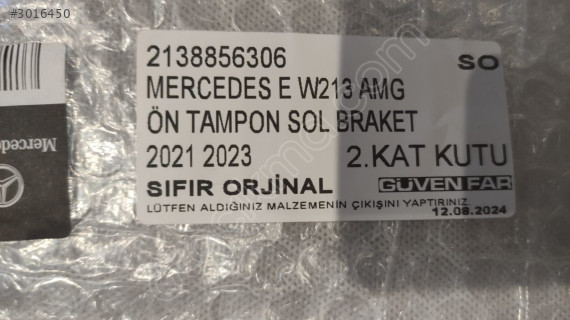 #3016450
2138856306 SO
MERCEDES E W213 AMG
ÖN TAMPON SOL BRAKET
2021 2023 2.KAT KUTU
SIFIR ORJİNAL GÜVEN FAR
LÜTFEN ALDIĞINIZ MALZEMENİN ÇIKIŞINI YAPTIRINIZ.
12.08.2024
Mercedes